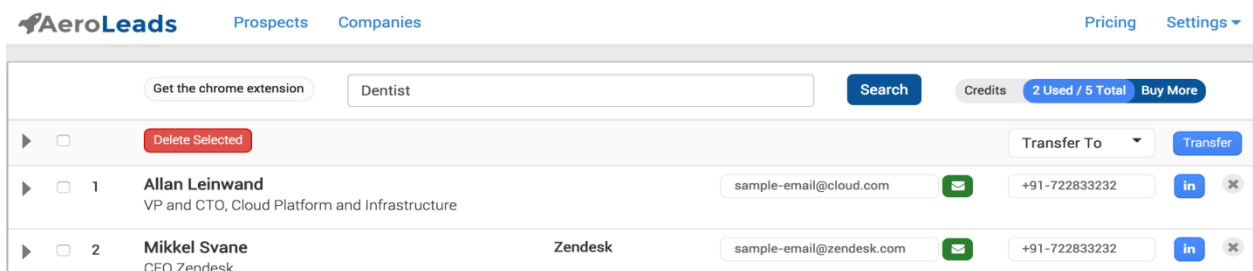 AeroLeads Prospects Companies Pricing Settings
Get the chrome extension Dentist Search Credits 2 Used / 5 Total Buy More
Delete Selected Transfer To Transfer
1 Allan Leinwand sample-email@cloud.com +91-722833232 in
VP and CTO, Cloud Platform and Infrastructure
2 Mikkel Svane Zendesk sample-email@zendesk.com +91-722833232 in
CEO Zendesk